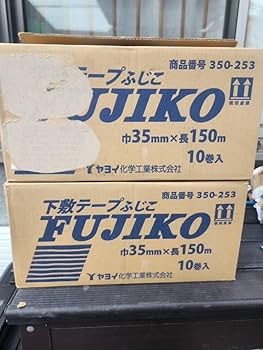 商品番号 350-253
テープふじこ
UJIKO
巾35mm×長150m
10巻入
ヤヨイ化学工業株式会社
商品番号 350-253
下敷テープふじこ
FUJIKO
巾35mm×長150m
10巻入
ヤヨイ化学工業株式会社